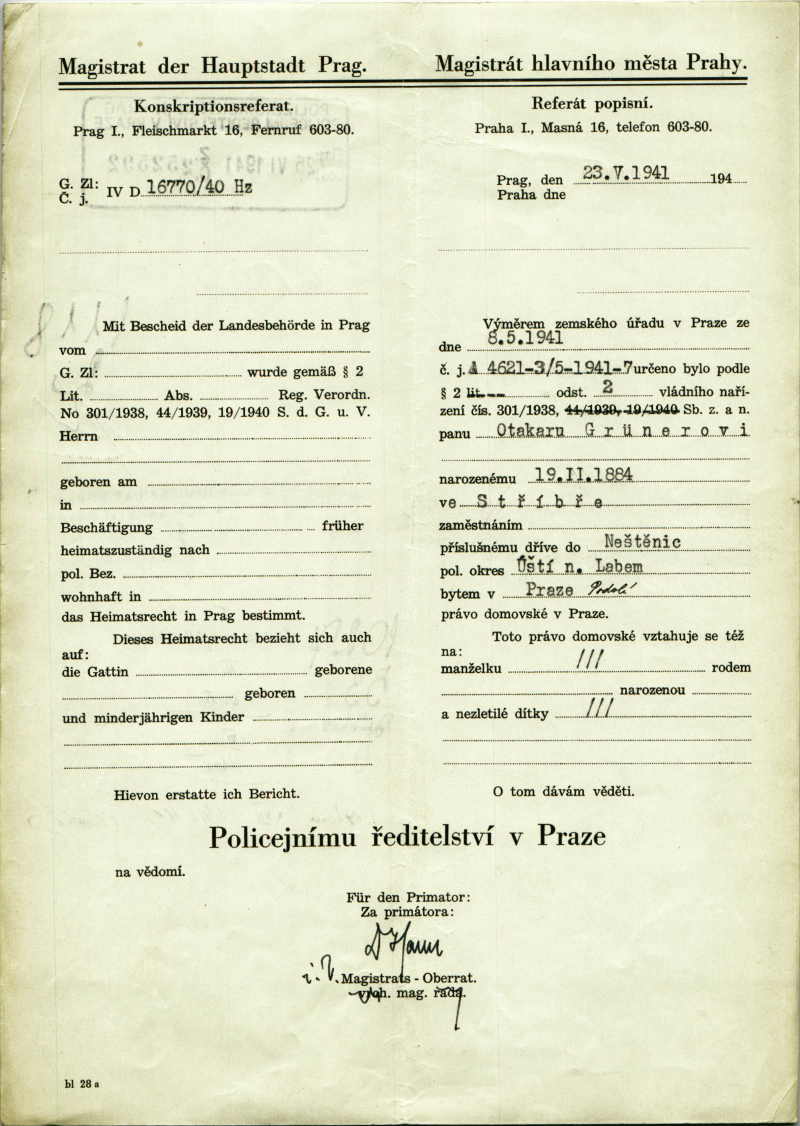 Magistrat der Hauptstadt Prag.
Konskriptionsreferat.
Prag I., Fleischmarkt 16, Fernruf 603-80.
G. Zl:
Č. j. IV D 16770/40 Hz
Mit Bescheid der Landesbehörde in Prag
vom
G. Zl: wurde gemäß § 2
Lit. Abs. Reg. Verordn.
No 301/1938, 44/1939, 19/1940 S. d. G. u. V.
Herrn
geboren am
in
Beschäftigung früher
heimatszuständig nach
pol. Bez.
wohnhaft in
das Heimatsrecht in Prag bestimmt.
Dieses Heimatsrecht bezieht sich auch
auf:
die Gattin geborene
geboren
und minderjährigen Kinder
Hievon erstatte ich Bericht.
Magistrát hlavního města Prahy.
Referát popisní.
Praha I., Masná 16, telefon 603-80.
Prag, den 23.V.1941 194
Praha dne
Výměrem zemského úřadu v Praze ze
dne 8.5.1941
č. j. A 4621-3/5-1941-7 určeno bylo podle
§ 2 lit. odst. 2 vládního naří-
zení čís. 301/1938, 44/1939, 19/1940 Sb. z. a n.
panu Otakaru Grünerovi
narozenému 19.II.1884
ve Stříbře
zaměstnáním
příslušnému dříve do Neštěnic
pol. okres Ústí n. Labem
bytem v Praze Podolí
právo domovské v Praze.
Toto právo domovské vztahuje se též
na:
manželku /// rodem
narozenou
a nezletilé dítky ///
O tom dávám věděti.
Policejnímu ředitelství v Praze
na vědomí.
Für den Primator:
Za primátora:
i. V. Magistrats - Oberrat.
vrch. mag. rada.
bl 28 a